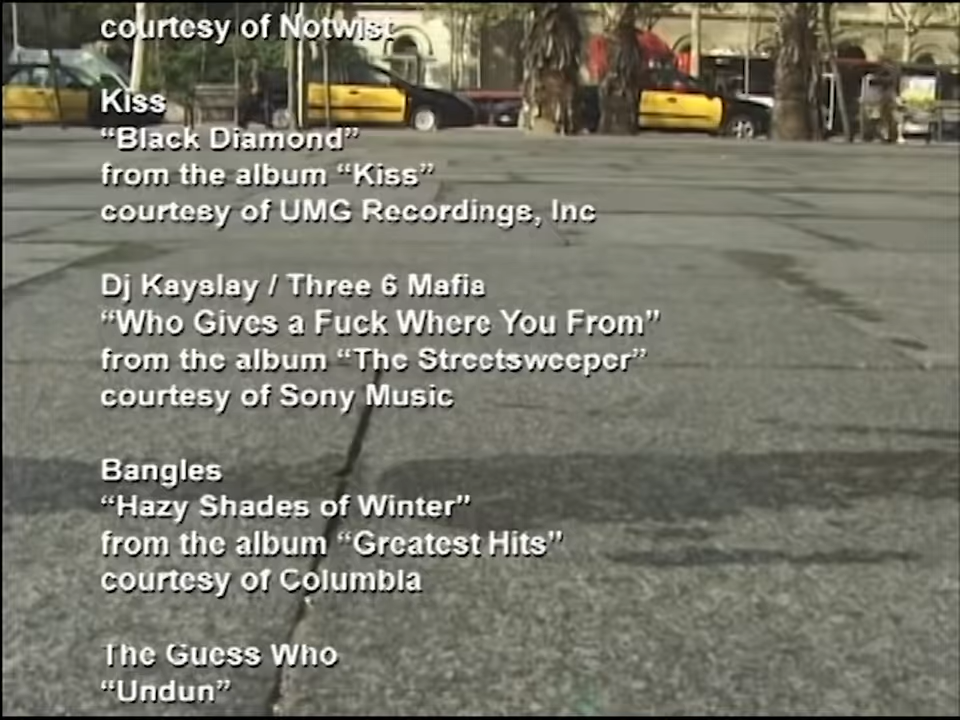 courtesy of Notwist
Kiss
“Black Diamond”
from the album “Kiss”
courtesy of UMG Recordings, Inc
Dj Kayslay / Three 6 Mafia
“Who Gives a Fuck Where You From”
from the album “The Streetsweeper”
courtesy of Sony Music
Bangles
“Hazy Shades of Winter”
from the album “Greatest Hits”
courtesy of Columbia
The Guess Who
“Undun”